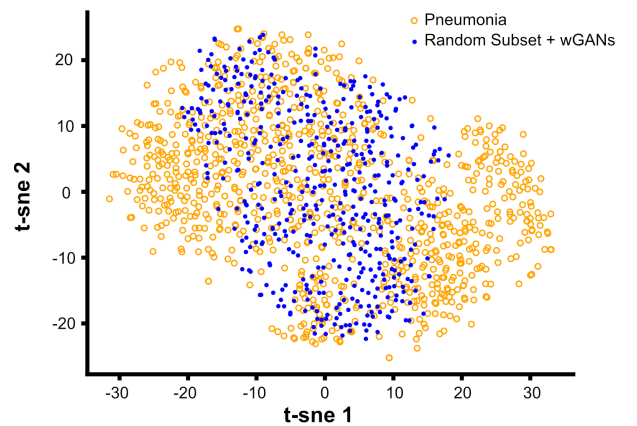 Pneumonia
Random Subset + wGANs
20
10
0
-10
-20
-30 -20 -10 0 10 20 30
t-sne 2
t-sne 1